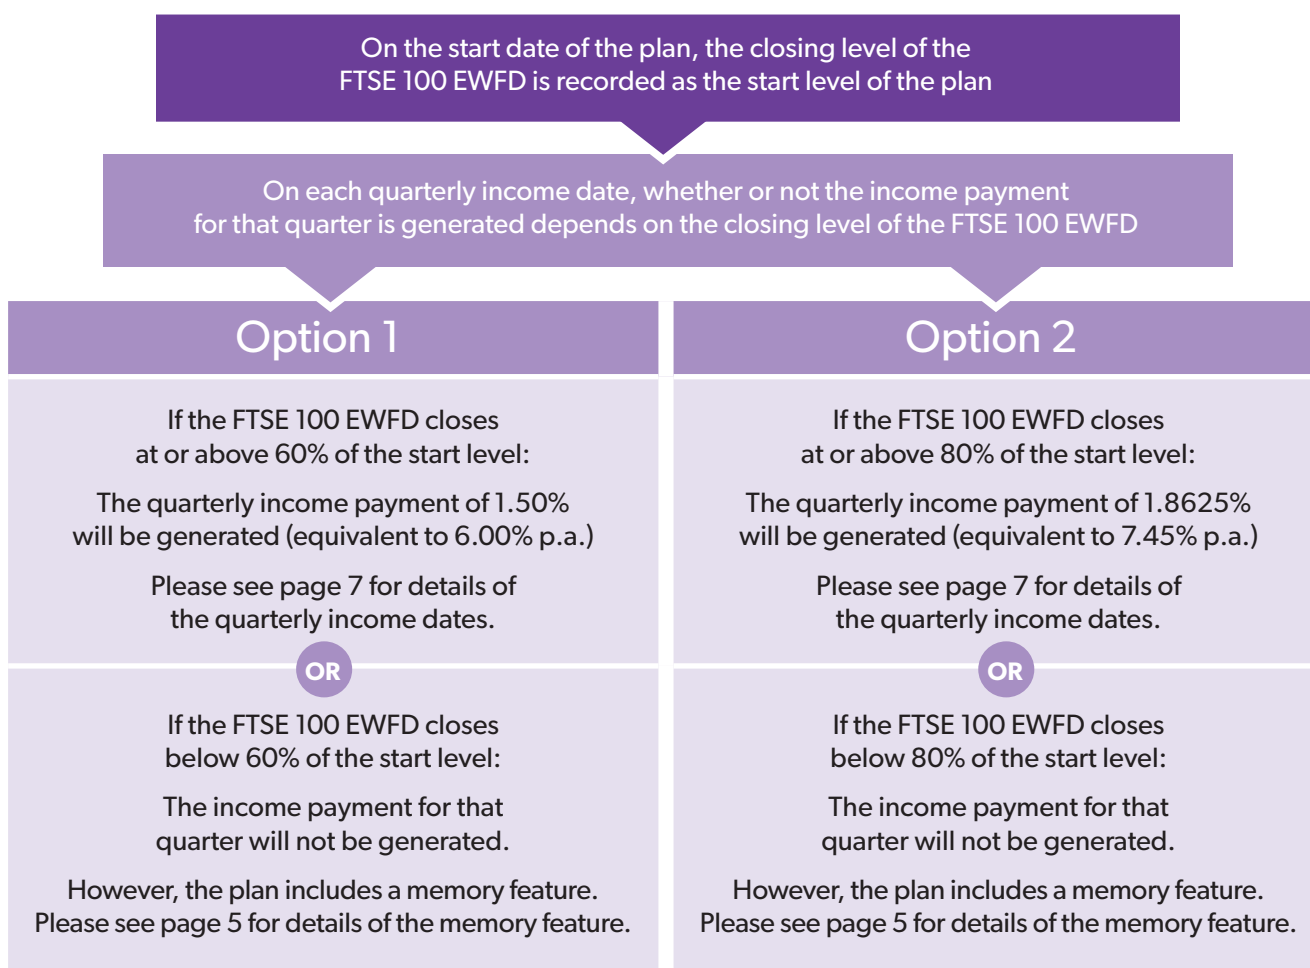 On the start date of the plan, the closing level of the
FTSE 100 EWFD is recorded as the start level of the plan
On each quarterly income date, whether or not the income payment
for that quarter is generated depends on the closing level of the FTSE 100 EWFD
Option 1
If the FTSE 100 EWFD closes
at or above 60% of the start level:
The quarterly income payment of 1.50%
will be generated (equivalent to 6.00% p.a.)
Please see page 7 for details of
the quarterly income dates.
OR
If the FTSE 100 EWFD closes
below 60% of the start level:
The income payment for that
quarter will not be generated.
However, the plan includes a memory feature.
Please see page 5 for details of the memory feature.
Option 2
If the FTSE 100 EWFD closes
at or above 80% of the start level:
The quarterly income payment of 1.8625%
will be generated (equivalent to 7.45% p.a.)
Please see page 7 for details of
the quarterly income dates.
OR
If the FTSE 100 EWFD closes
below 80% of the start level:
The income payment for that
quarter will not be generated.
However, the plan includes a memory feature.
Please see page 5 for details of the memory feature.